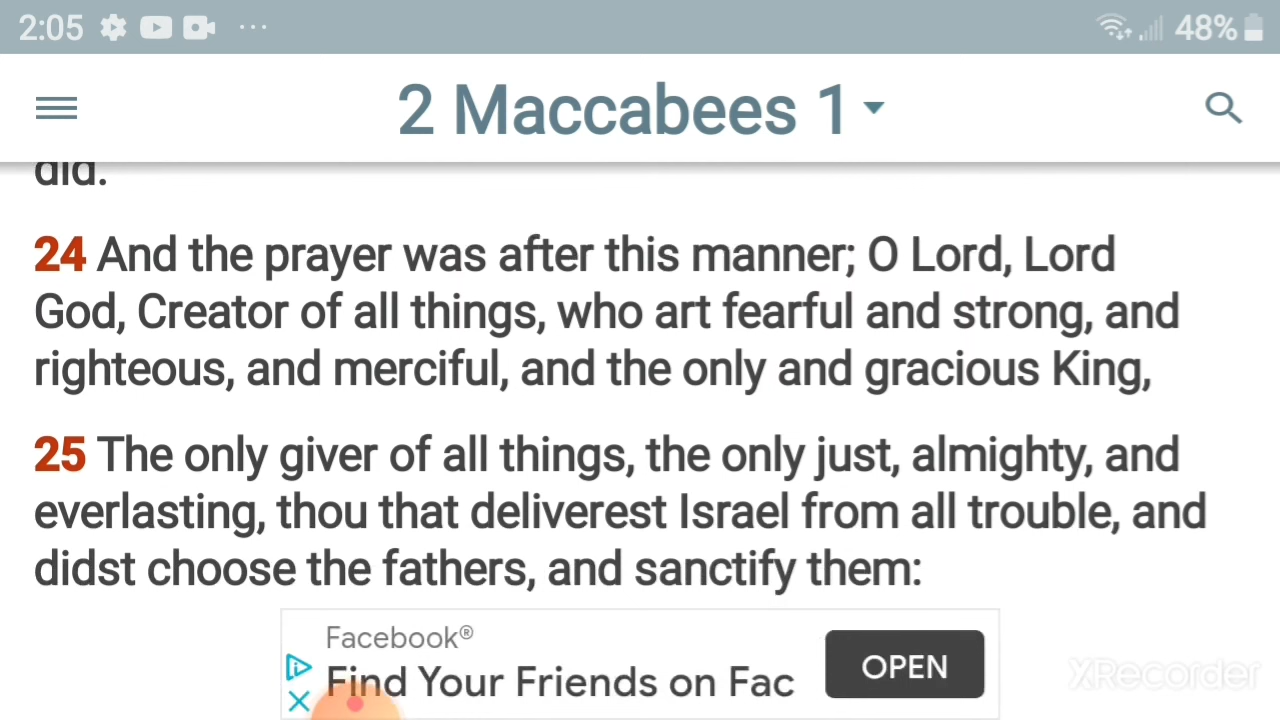 2:05 ... 48%
2 Maccabees 1
did.
24 And the prayer was after this manner; O Lord, Lord
God, Creator of all things, who art fearful and strong, and
righteous, and merciful, and the only and gracious King,
25 The only giver of all things, the only just, almighty, and
everlasting, thou that deliverest Israel from all trouble, and
didst choose the fathers, and sanctify them:
Facebook®
Find Your Friends on Fac
OPEN
XRecorder